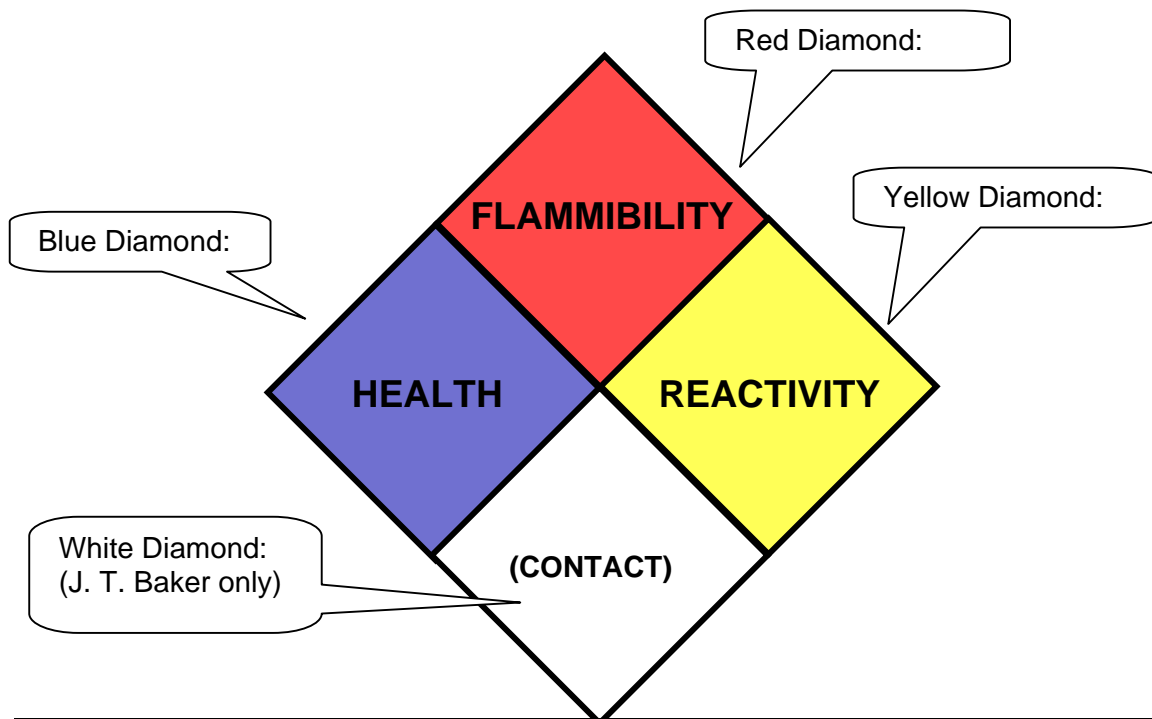 Red Diamond:
Yellow Diamond:
FLAMMIBILITY
Blue Diamond:
HEALTH
REACTIVITY
White Diamond:
(J. T. Baker only)
(CONTACT)